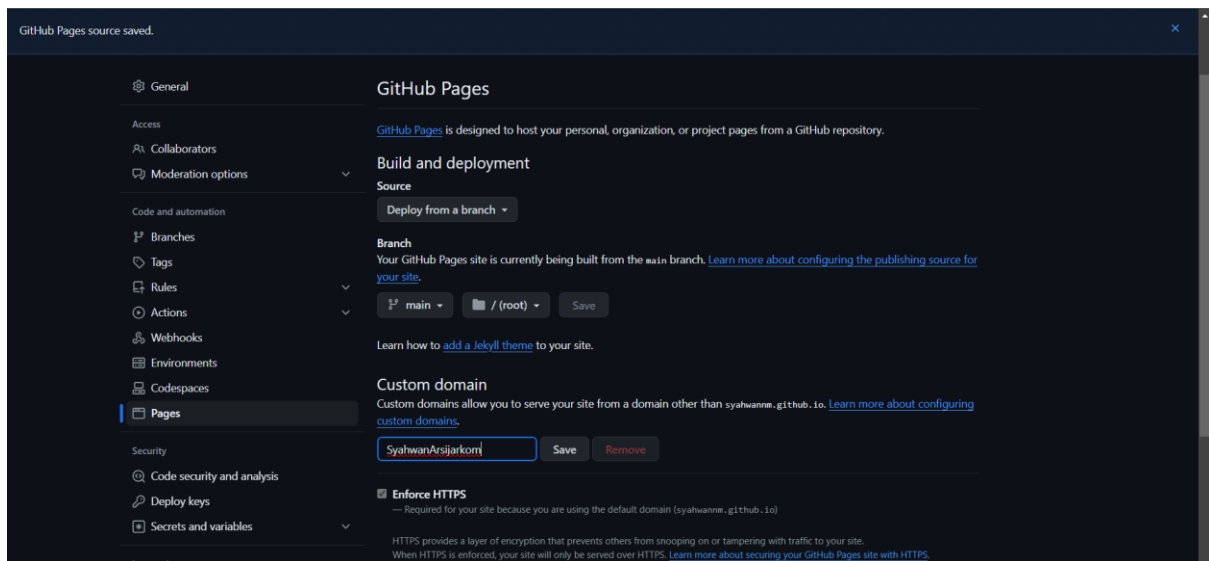 GitHub Pages source saved.
General
Access
Collaborators
Moderation options
Code and automation
Branches
Tags
Rules
Actions
Webhooks
Environments
Codespaces
Pages
Security
Code security and analysis
Deploy keys
Secrets and variables
GitHub Pages
GitHub Pages is designed to host your personal, organization, or project pages from a GitHub repository.
Build and deployment
Source
Deploy from a branch
Branch
Your GitHub Pages site is currently being built from the main branch. Learn more about configuring the publishing source for
your site.
main / (root) Save
Learn how to add a Jekyll theme to your site.
Custom domain
Custom domains allow you to serve your site from a domain other than syahwannm.github.io. Learn more about configuring
custom domains.
SyahwanArsijarkom Save Remove
Enforce HTTPS
— Required for your site because you are using the default domain (syahwannm.github.io)
HTTPS provides a layer of encryption that prevents others from snooping on or tampering with traffic to your site.
When HTTPS is enforced, your site will only be served over HTTPS. Learn more about securing your GitHub Pages site with HTTPS.